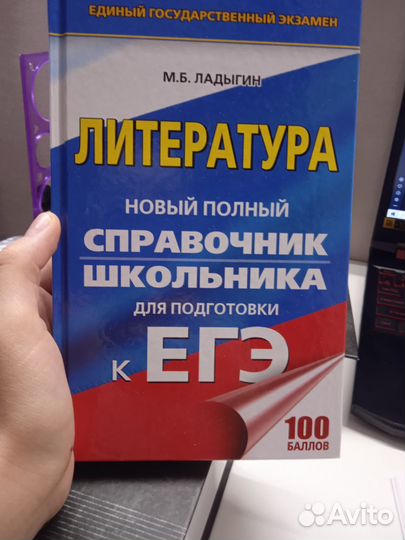 ЕДИНЫЙ ГОСУДАРСТВЕННЫЙ ЭКЗАМЕН
М.Б. ЛАДЫГИН
ЛИТЕРАТУРА
НОВЫЙ ПОЛНЫЙ
СПРАВОЧНИК
ШКОЛЬНИКА
ДЛЯ ПОДГОТОВКИ
К ЕГЭ
100
БАЛЛОВ
Avito